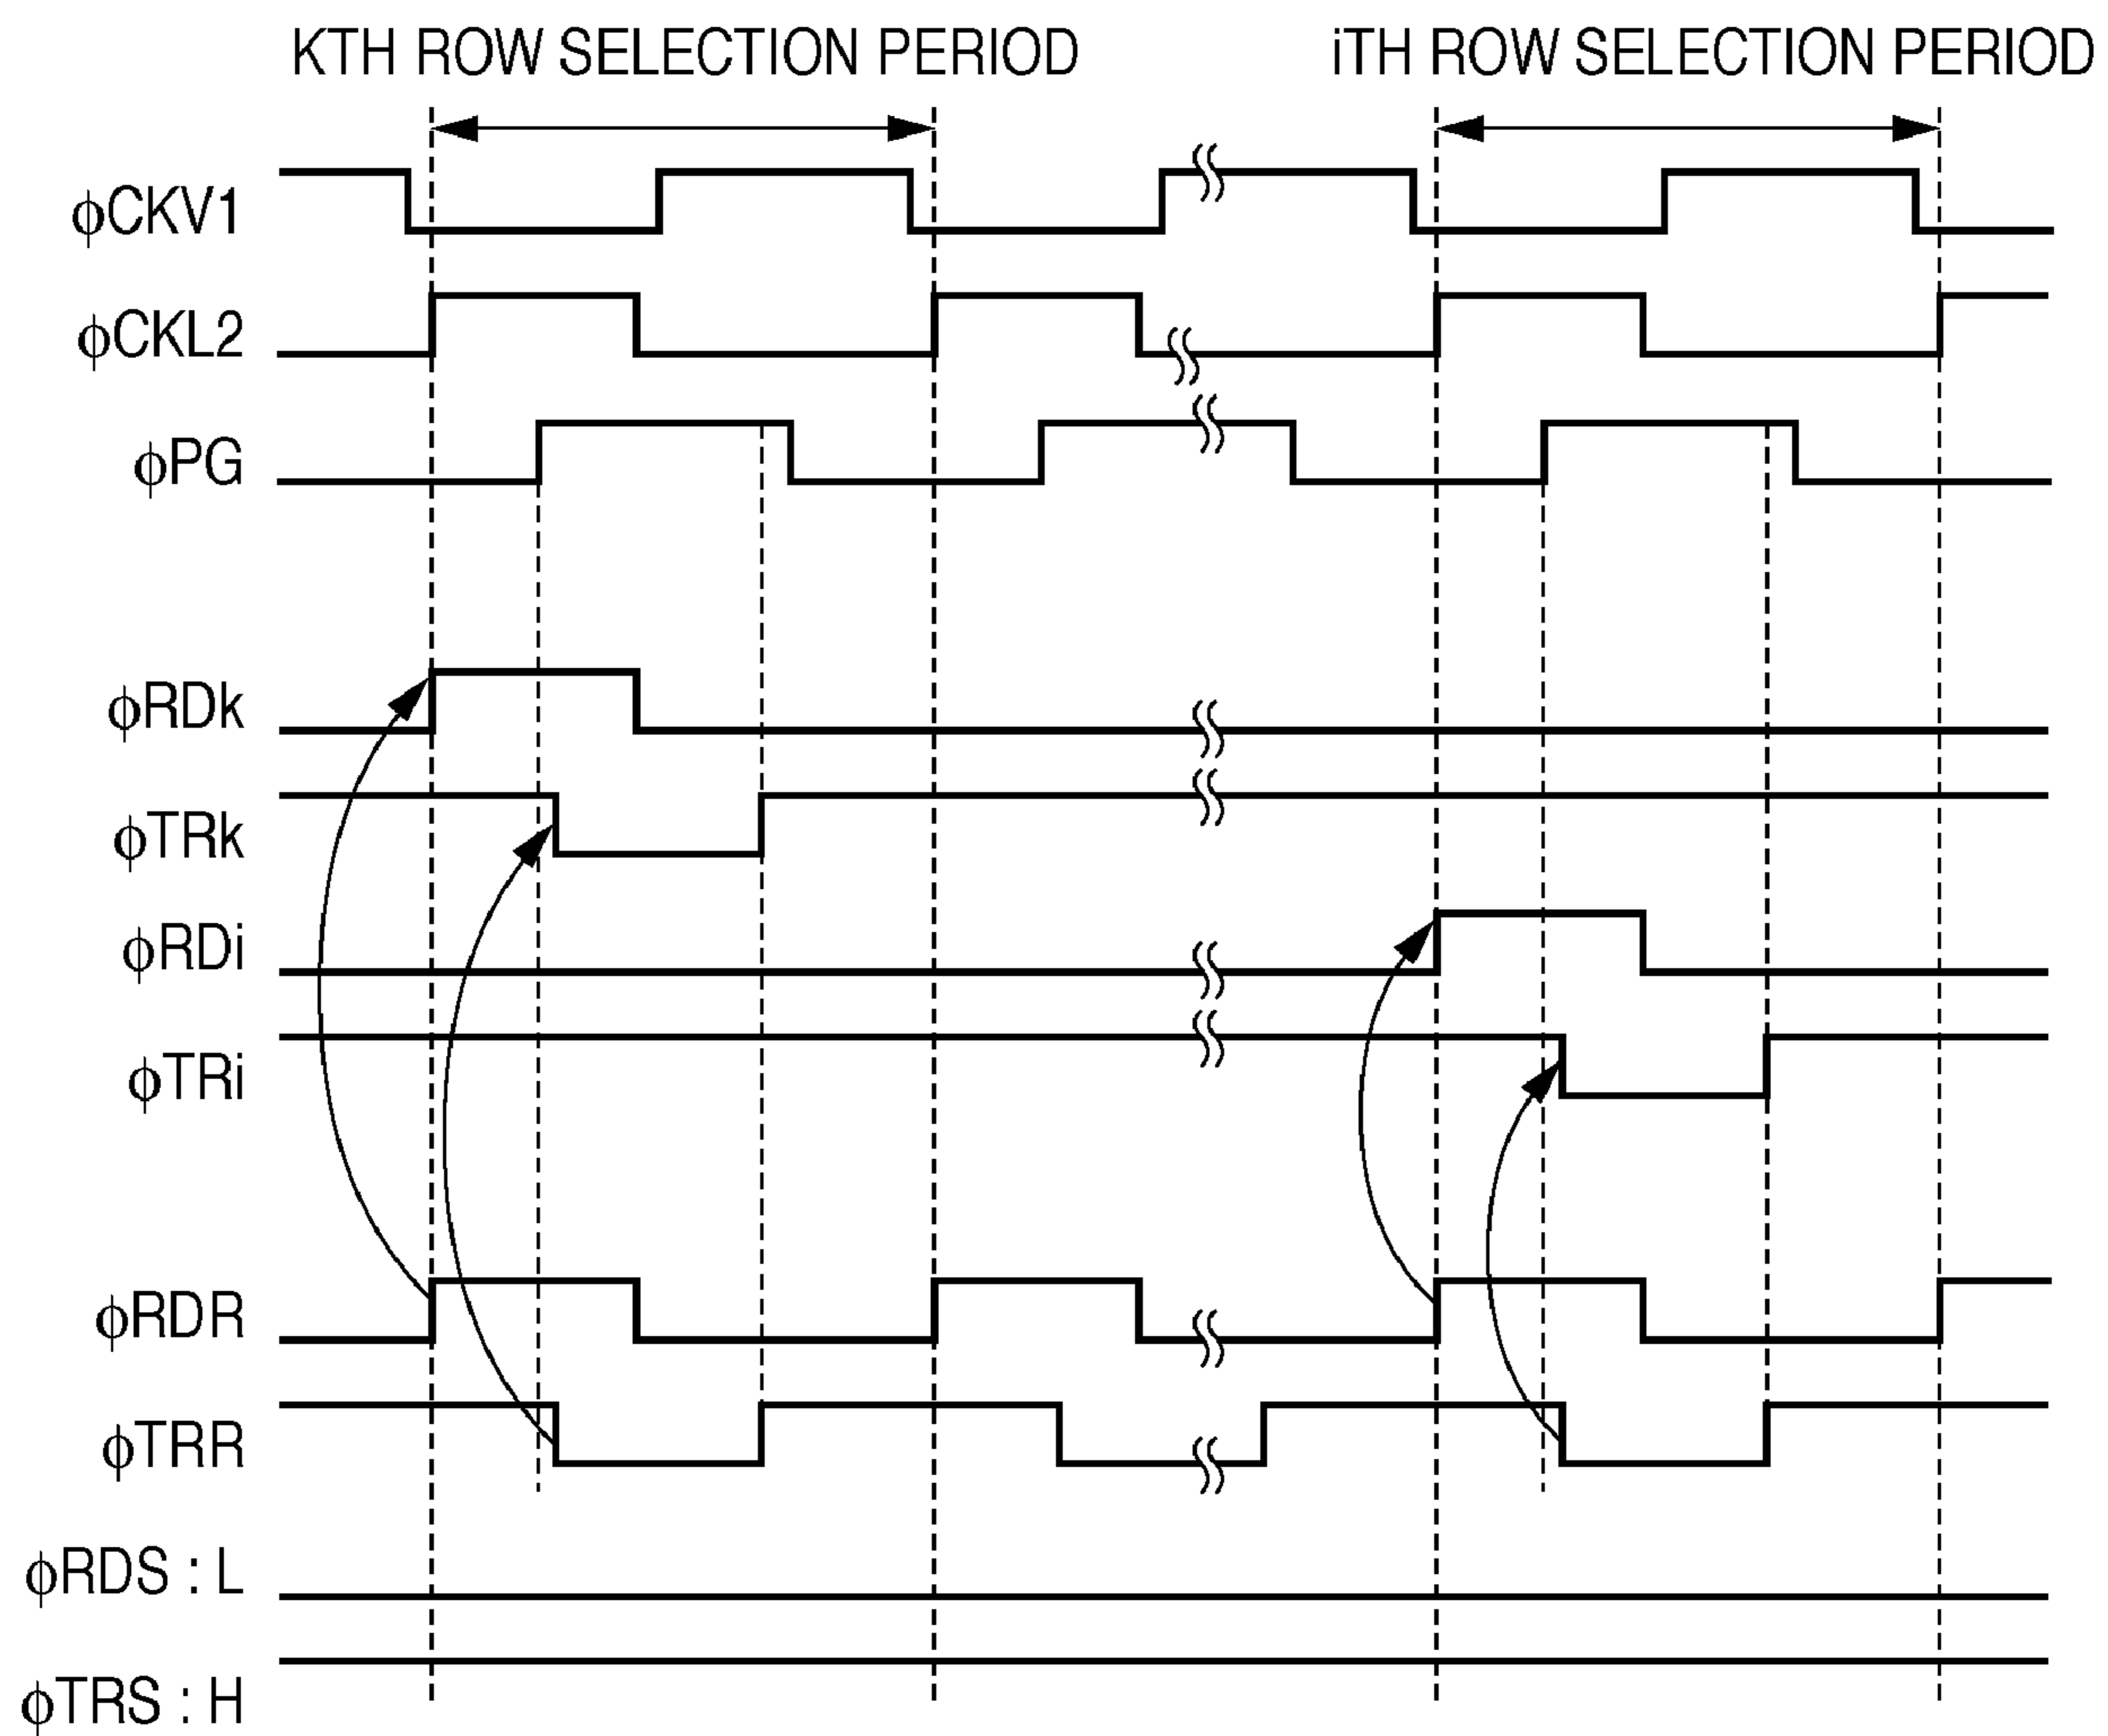 KTH ROW SELECTION PERIOD
iTH ROW SELECTION PERIOD
ϕCKV1
ϕCKL2
ϕPG
ϕRDk
ϕTRk
ϕRDi
ϕTRi
ϕRDR
ϕTRR
ϕRDS : L
ϕTRS : H